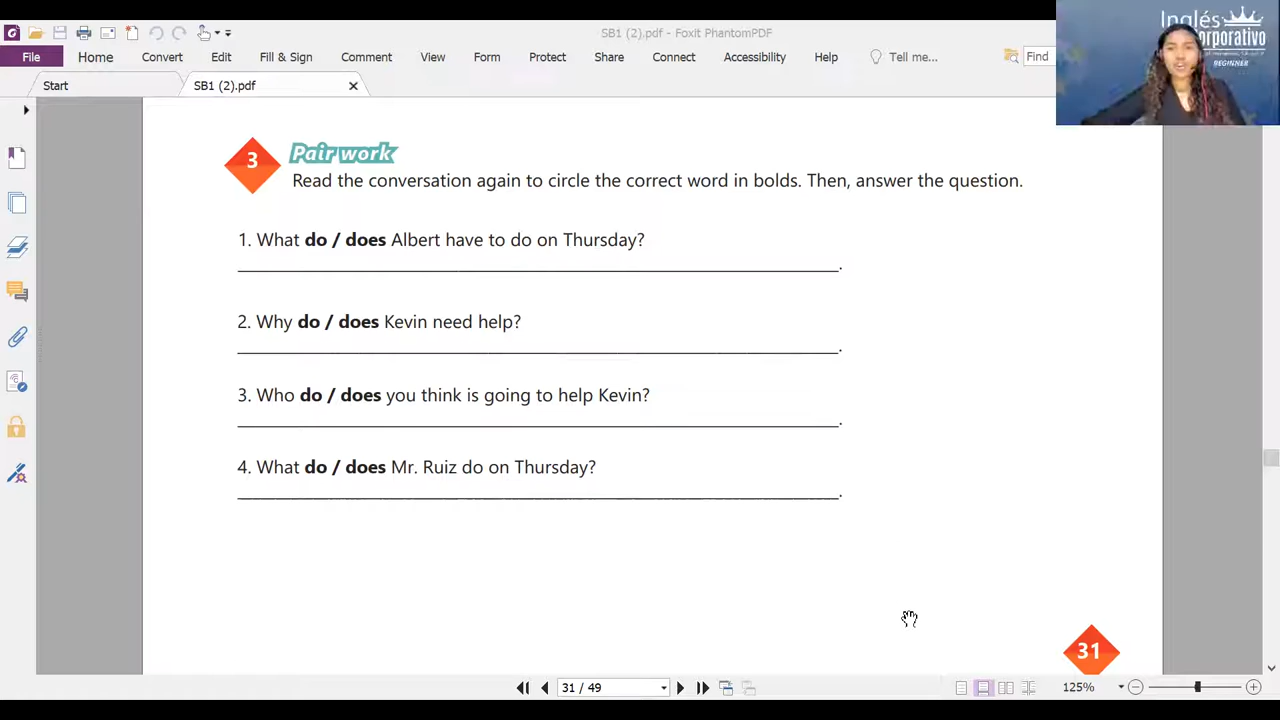 SB1 (2).pdf - Foxit PhantomPDF
File Home Convert Edit Fill & Sign Comment View Form Protect Share Connect Accessibility Help Tell me... Find
Start SB1 (2).pdf
Inglés
Corporativo
BEGINNER
3 Pair work
Read the conversation again to circle the correct word in bolds. Then, answer the question.
1. What do / does Albert have to do on Thursday?
_______________.
2. Why do / does Kevin need help?
_______________.
3. Who do / does you think is going to help Kevin?
_______________.
4. What do / does Mr. Ruiz do on Thursday?
_______________.
31
31 / 49
125%